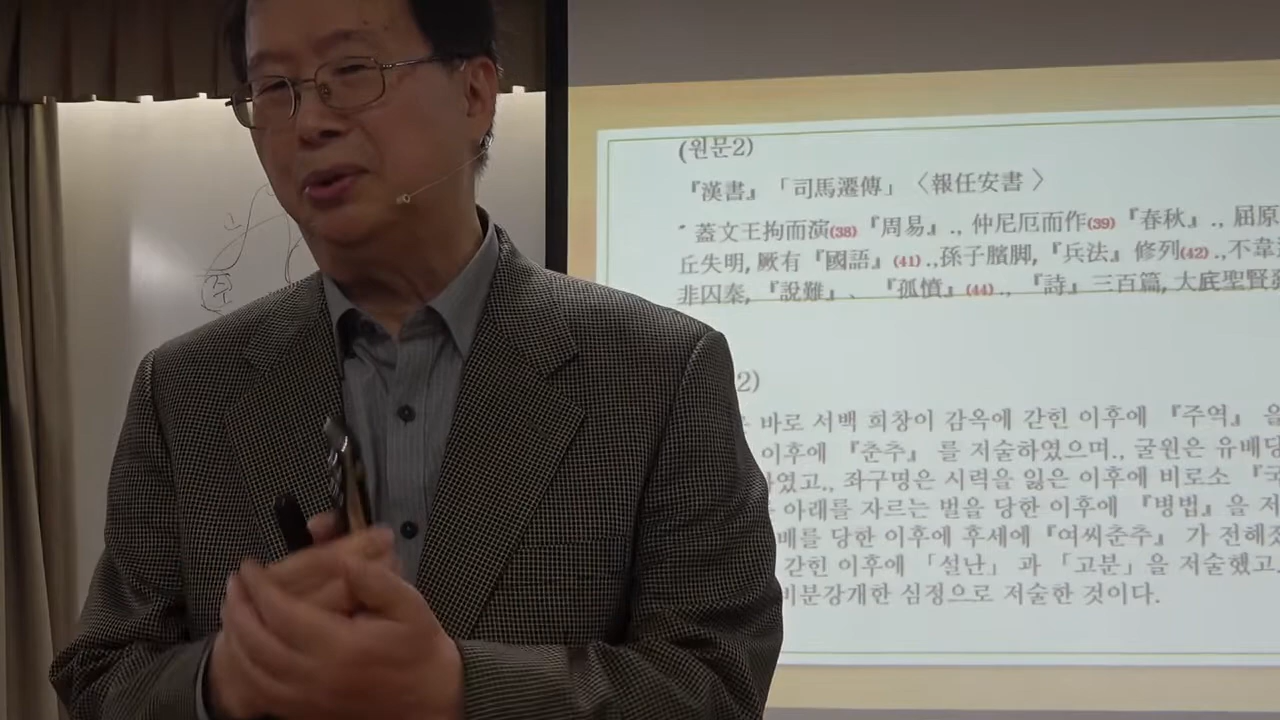 (원문2)
『漢書』「司馬遷傳」〈報任安書 〉
" 蓋文王拘而演(38)『周易』., 仲尼厄而作(39)『春秋』., 屈原
丘失明, 厥有『國語』(41).,孫子臏脚,『兵法』修列(42)., 不韋
非囚秦,『說難』、『孤憤』(44)., 『詩』三百篇, 大底聖賢
2)
바로 서백 희창이 감옥에 간힌 이후에 『주역』 을
이후에 『춘추』 를 저술하였으며., 굴원은 유배당
였고., 좌구명은 시력을 잃은 이후에 비로소 『국
아래를 자르는 벌을 당한 이후에 『병법』을 저
배를 당한 이후에 후세에『여씨춘추』 가 전해졌
간힌 이후에 「설난」 과 「고분」을 저술했고.
비분강개한 심정으로 저술한 것이다.
주